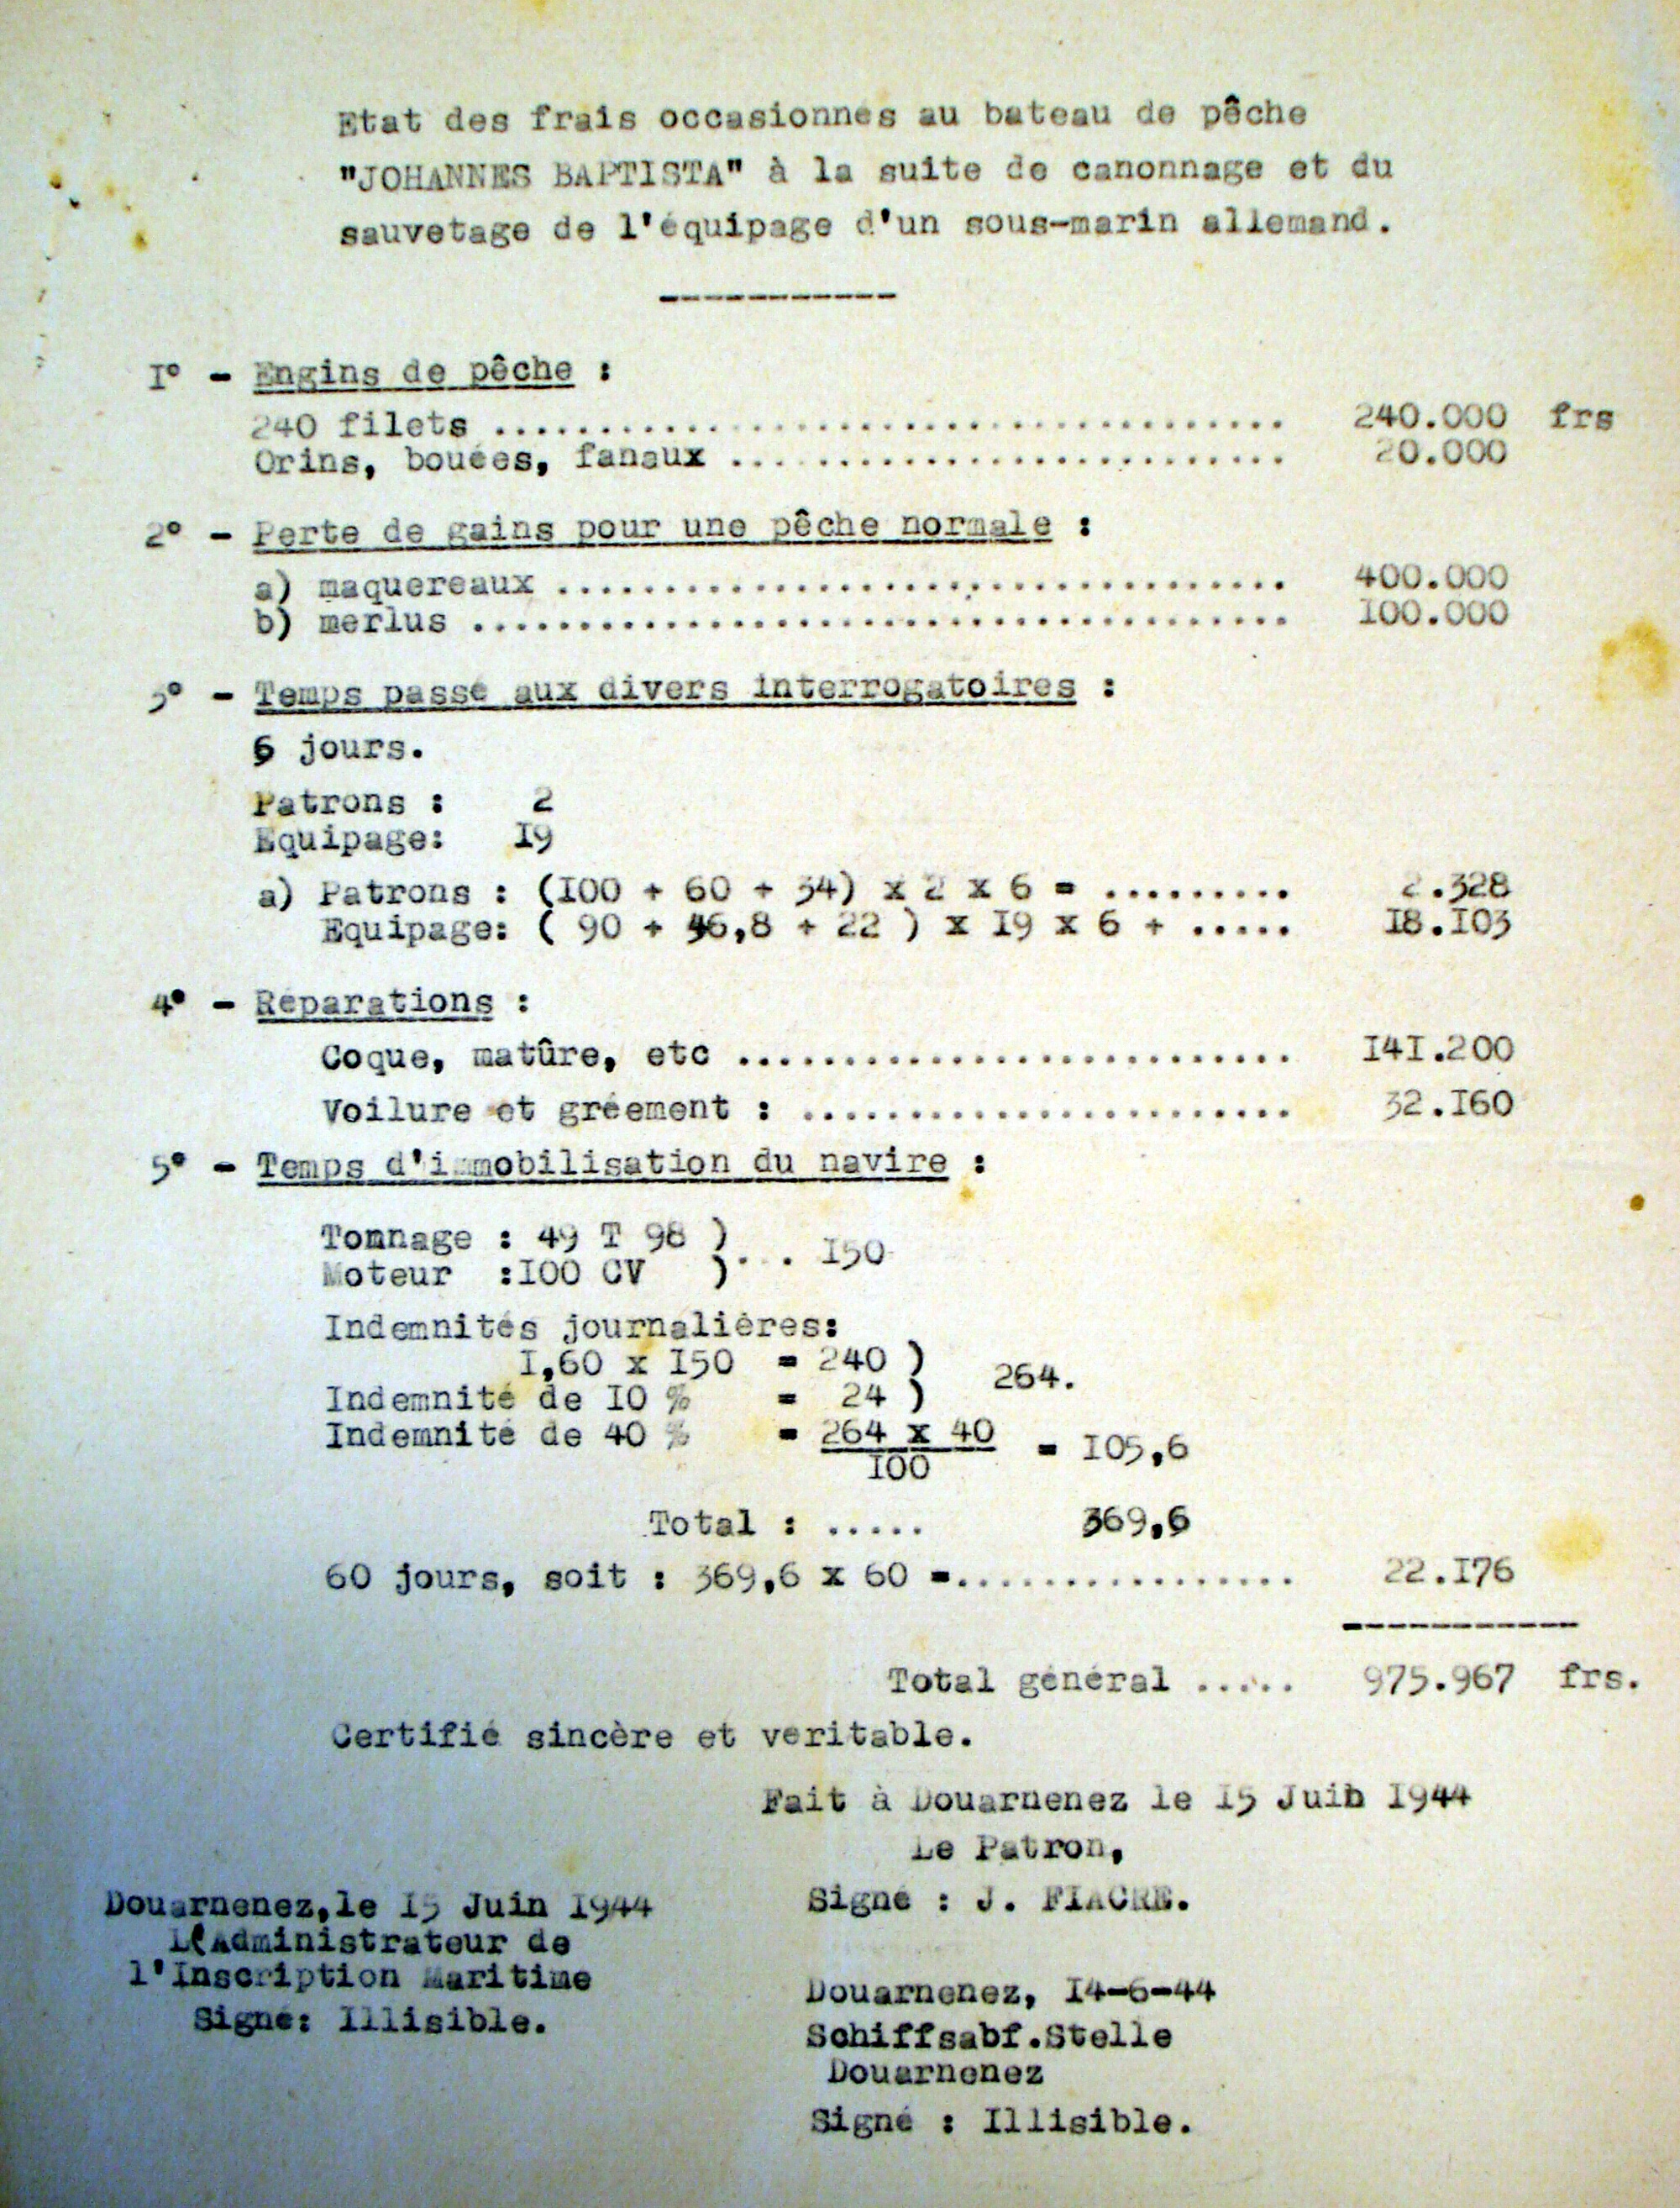 Etat des frais occasionnés au bateau de pêche
"JOHANNES BAPTISTA" à la suite de canonnage et du
sauvetage de l'équipage d'un sous-marin allemand.
-----------
I° - Engins de pêche :
240 filets ..................................... 240.000 frs
Orins, bouées, fanaux .......................... 20.000
2° - Perte de gains pour une pêche normale :
a) maquereaux .................................. 400.000
b) merlus ...................................... 100.000
3° - Temps passé aux divers interrogatoires :
6 jours.
Patrons : 2
Equipage: I9
a) Patrons : (I00 + 60 + 34) x 2 x 6 = ......... 2.328
Equipage: ( 90 + 46,8 + 22 ) x I9 x 6 + ..... I8.I03
4° - Réparations :
Coque, matûre, etc .......................... I4I.200
Voilure et gréement : ....................... 32.I60
5° - Temps d'immobilisation du navire :
Tonnage : 49 T 98 )
Moteur :I00 CV ) . . I50
Indemnités journalières:
I,60 x I50 = 240 )
Indemnité de I0 % = 24 ) 264.
Indemnité de 40 % = 264 x 40 = I05,6
I00
Total : ..... 369,6
60 jours, soit : 369,6 x 60 =................ 22.I76
-----------
Total général ..... 975.967 frs.
Certifié sincère et veritable.
Fait à Douarnenez le I5 Juin I944
Le Patron,
Signé : J. FIACRE.
Douarnenez,le I5 Juin I944
L'Administrateur de
l'Inscription Maritime
Signé: Illisible.
Douarnenez, I4-6-44
Schiffsabf.Stelle
Douarnenez
Signé : Illisible.